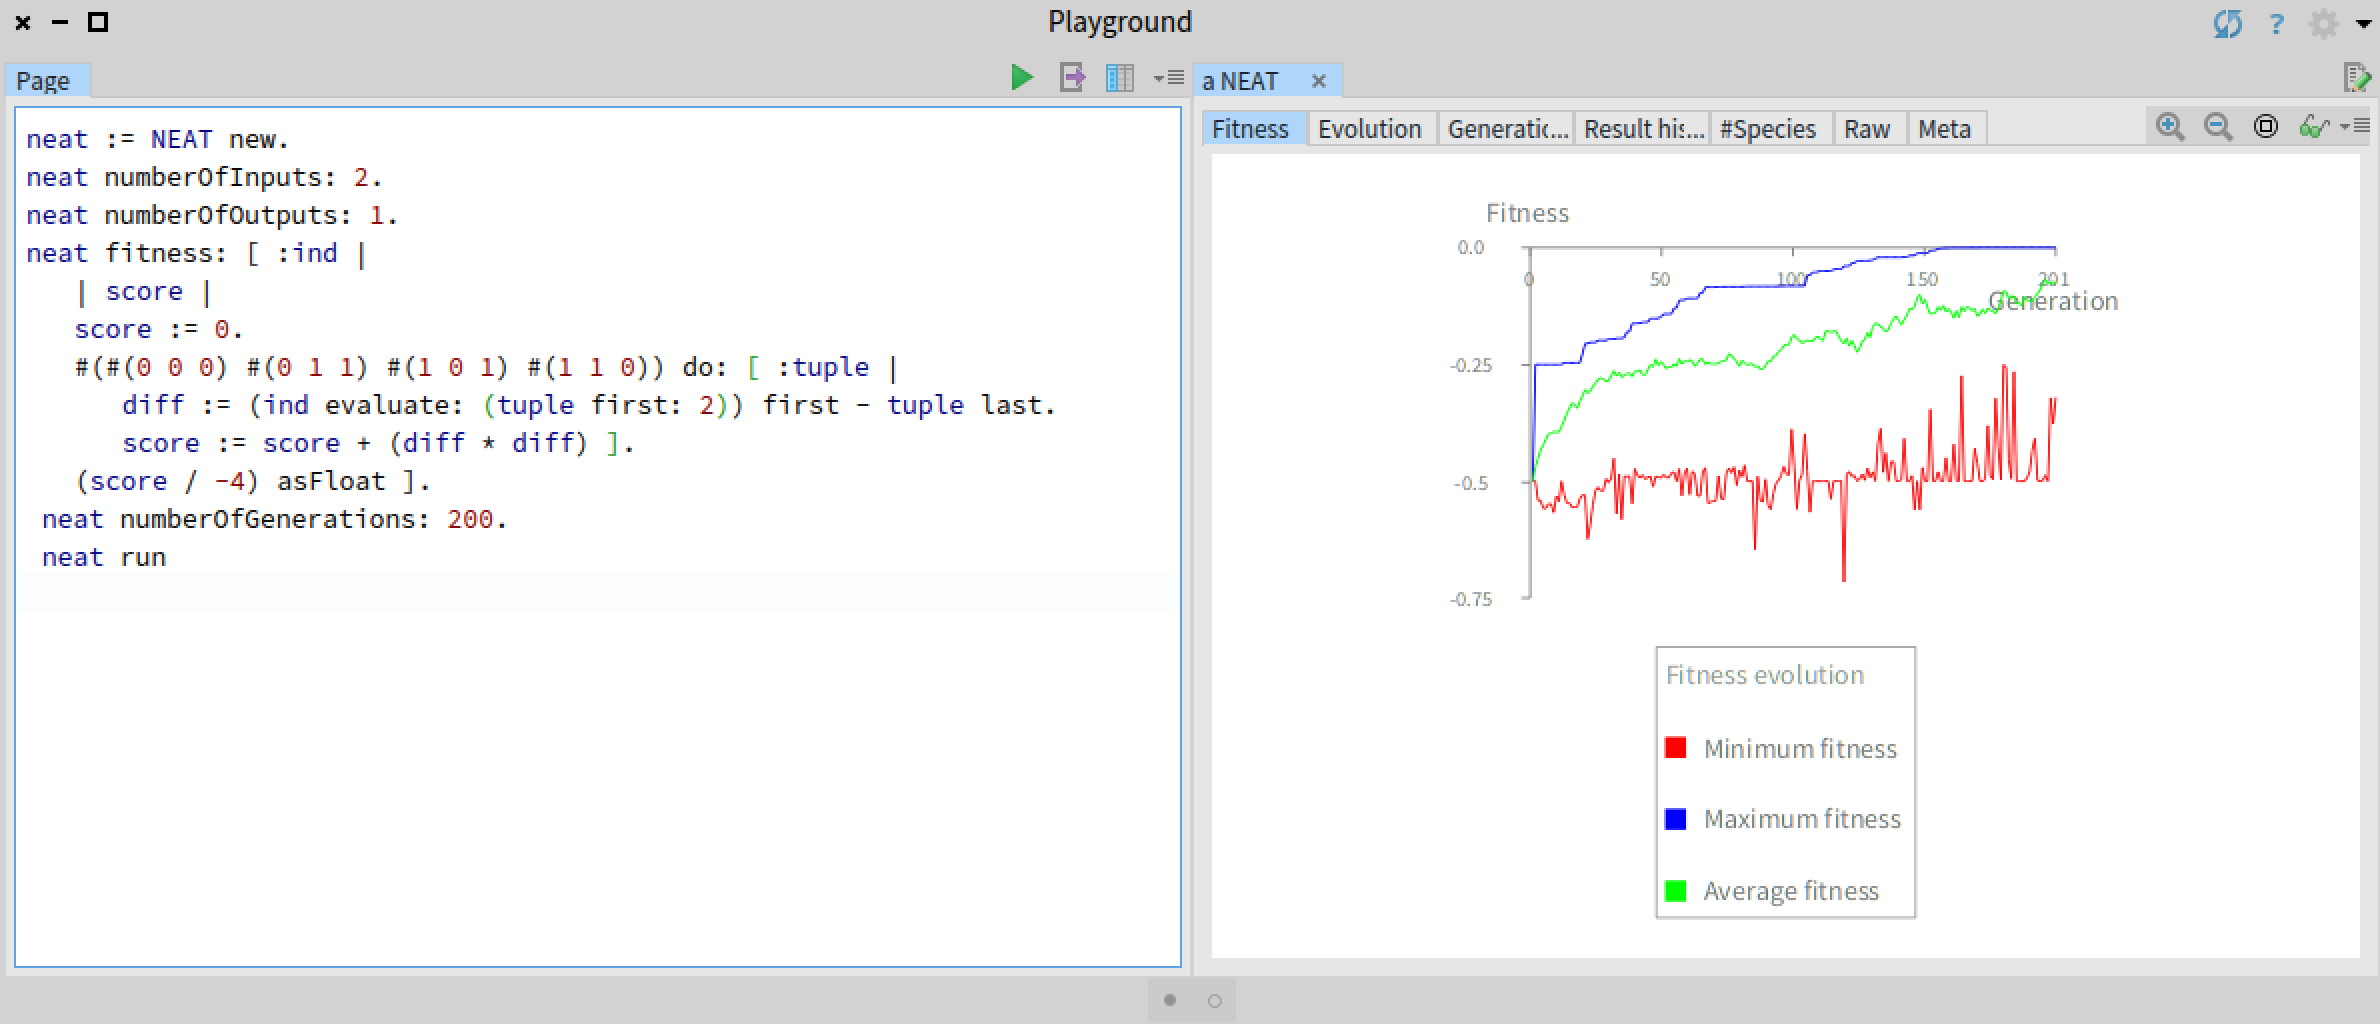 Playground
?
Page
neat := NEAT new.
neat numberOfInputs: 2.
neat numberOfOutputs: 1.
neat fitness: [ :ind |
| score |
score := 0.
#(#(0 0 0) #(0 1 1) #(1 0 1) #(1 1 0)) do: [ :tuple |
diff := (ind evaluate: (tuple first: 2)) first - tuple last.
score := score + (diff * diff) ].
(score / -4) asFloat ].
neat numberOfGenerations: 200.
neat run
a NEAT
Fitness Evolution Generatic... Result his... #Species Raw Meta
Fitness
0.0
0 50 100 150 201
Generation
-0.25
-0.5
-0.75
Fitness evolution
Minimum fitness
Maximum fitness
Average fitness